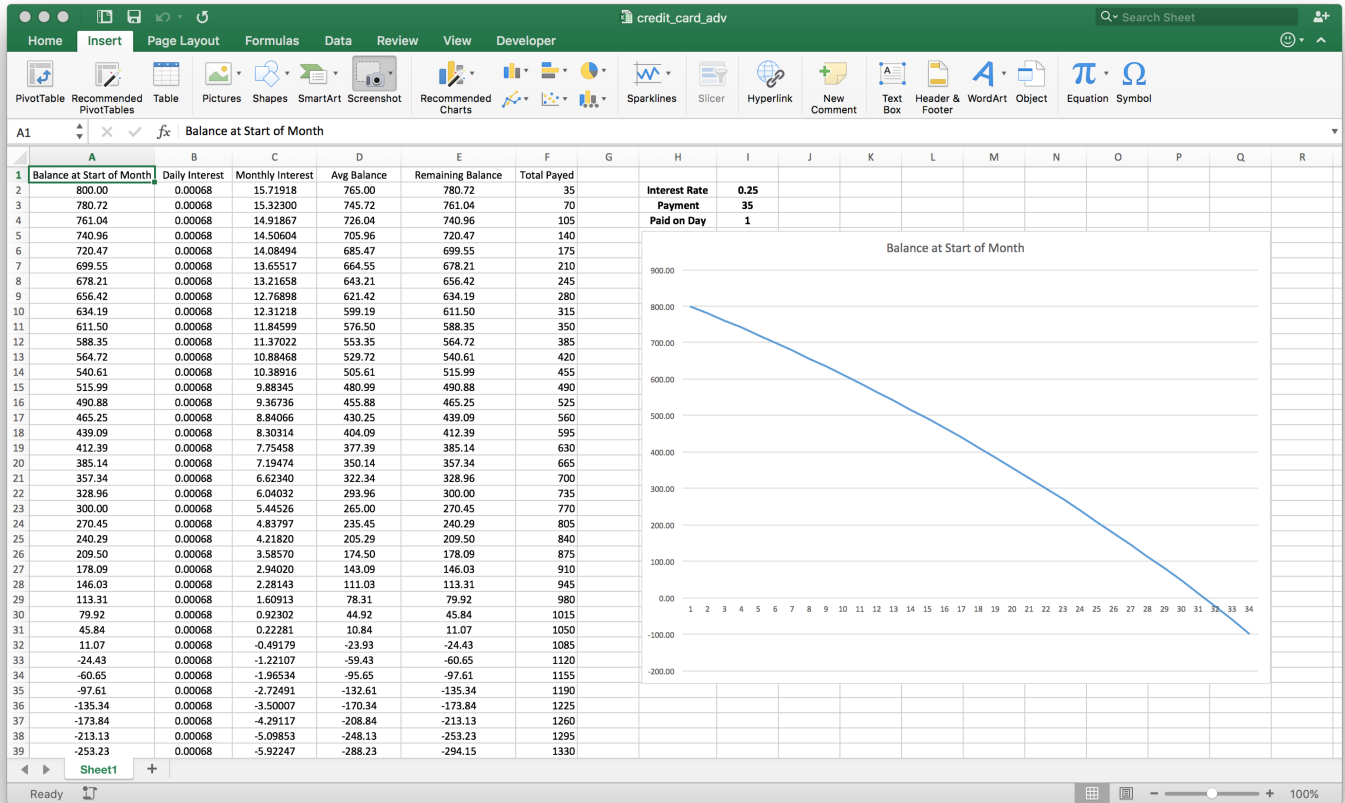 credit_card_adv
Search Sheet
Home Insert Page Layout Formulas Data Review View Developer
PivotTable Recommended PivotTables Table Pictures Shapes SmartArt Screenshot Recommended Charts Sparklines Slicer Hyperlink New Comment Text Box Header & Footer WordArt Object Equation Symbol
A1 fx Balance at Start of Month
A B C D E F G H I J K L M N O P Q R
1 Balance at Start of Month Daily Interest Monthly Interest Avg Balance Remaining Balance Total Payed
2 800.00 0.00068 15.71918 765.00 780.72 35 Interest Rate 0.25
3 780.72 0.00068 15.32300 745.72 761.04 70 Payment 35
4 761.04 0.00068 14.91867 726.04 740.96 105 Paid on Day 1
5 740.96 0.00068 14.50604 705.96 720.47 140
6 720.47 0.00068 14.08494 685.47 699.55 175
7 699.55 0.00068 13.65517 664.55 678.21 210
8 678.21 0.00068 13.21658 643.21 656.42 245
9 656.42 0.00068 12.76898 621.42 634.19 280
10 634.19 0.00068 12.31218 599.19 611.50 315
11 611.50 0.00068 11.84599 576.50 588.35 350
12 588.35 0.00068 11.37022 553.35 564.72 385
13 564.72 0.00068 10.88468 529.72 540.61 420
14 540.61 0.00068 10.38916 505.61 515.99 455
15 515.99 0.00068 9.88345 480.99 490.88 490
16 490.88 0.00068 9.36736 455.88 465.25 525
17 465.25 0.00068 8.84066 430.25 439.09 560
18 439.09 0.00068 8.30314 404.09 412.39 595
19 412.39 0.00068 7.75458 377.39 385.14 630
20 385.14 0.00068 7.19474 350.14 357.34 665
21 357.34 0.00068 6.62340 322.34 328.96 700
22 328.96 0.00068 6.04032 293.96 300.00 735
23 300.00 0.00068 5.44526 265.00 270.45 770
24 270.45 0.00068 4.83797 235.45 240.29 805
25 240.29 0.00068 4.21820 205.29 209.50 840
26 209.50 0.00068 3.58570 174.50 178.09 875
27 178.09 0.00068 2.94020 143.09 146.03 910
28 146.03 0.00068 2.28143 111.03 113.31 945
29 113.31 0.00068 1.60913 78.31 79.92 980
30 79.92 0.00068 0.92302 44.92 45.84 1015
31 45.84 0.00068 0.22281 10.84 11.07 1050
32 11.07 0.00068 -0.49179 -23.93 -24.43 1085
33 -24.43 0.00068 -1.22107 -59.43 -60.65 1120
34 -60.65 0.00068 -1.96534 -95.65 -97.61 1155
35 -97.61 0.00068 -2.72491 -132.61 -135.34 1190
36 -135.34 0.00068 -3.50007 -170.34 -173.84 1225
37 -173.84 0.00068 -4.29117 -208.84 -213.13 1260
38 -213.13 0.00068 -5.09853 -248.13 -253.23 1295
39 -253.23 0.00068 -5.92247 -288.23 -294.15 1330
Balance at Start of Month
900.00
800.00
700.00
600.00
500.00
400.00
300.00
200.00
100.00
0.00
1 2 3 4 5 6 7 8 9 10 11 12 13 14 15 16 17 18 19 20 21 22 23 24 25 26 27 28 29 30 31 32 33 34
-100.00
-200.00
Sheet1 +
Ready
100%